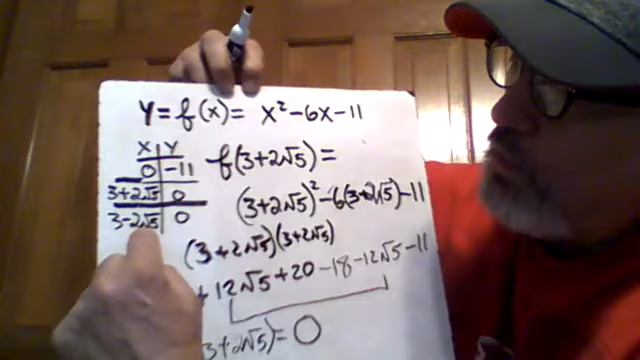 Y = f(x) = x² - 6x - 11
X | Y
0 | -11
3+2√5 | 0
3-2√5 | 0
f(3+2√5) =
(3+2√5)² - 6(3+2√5) - 11
(3+2√5)(3+2√5)
+ 12√5 + 20 - 18 - 12√5 - 11
3+2√5) = 0